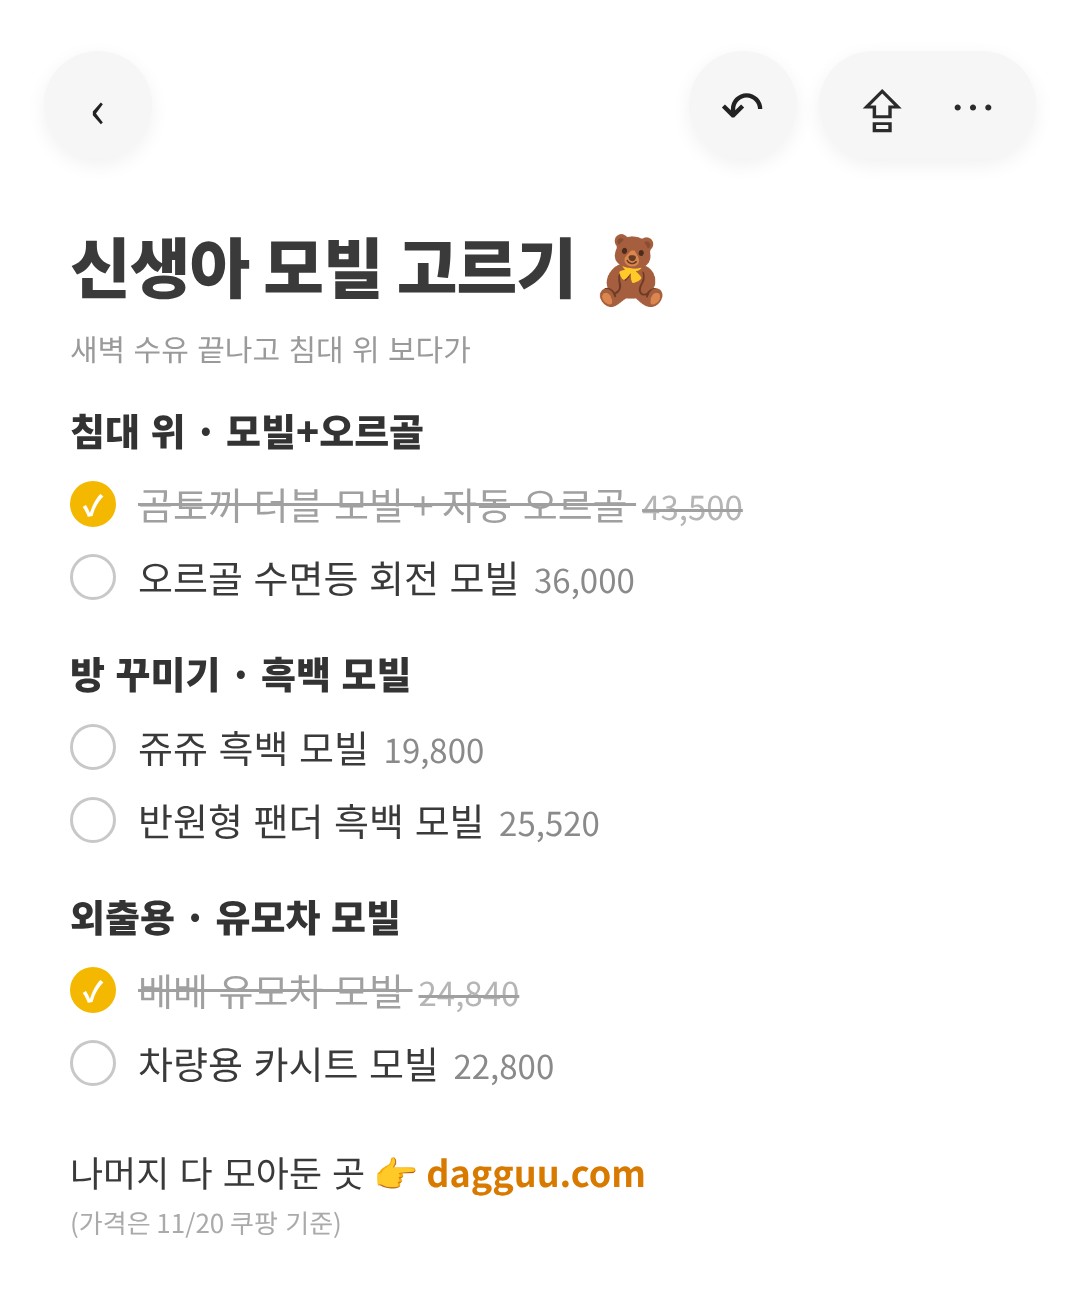 신생아 모빌 고르기 🧸
새벽 수유 끝나고 침대 위 보다가
침대 위 · 모빌+오르골
곰토끼 더블 모빌 + 자동 오르골 43,500
오르골 수면등 회전 모빌 36,000
방 꾸미기 · 흑백 모빌
쥬쥬 흑백 모빌 19,800
반원형 팬더 흑백 모빌 25,520
외출용 · 유모차 모빌
베베 유모차 모빌 24,840
차량용 카시트 모빌 22,800
나머지 다 모아둔 곳 👉 dagguu.com
(가격은 11/20 쿠팡 기준)